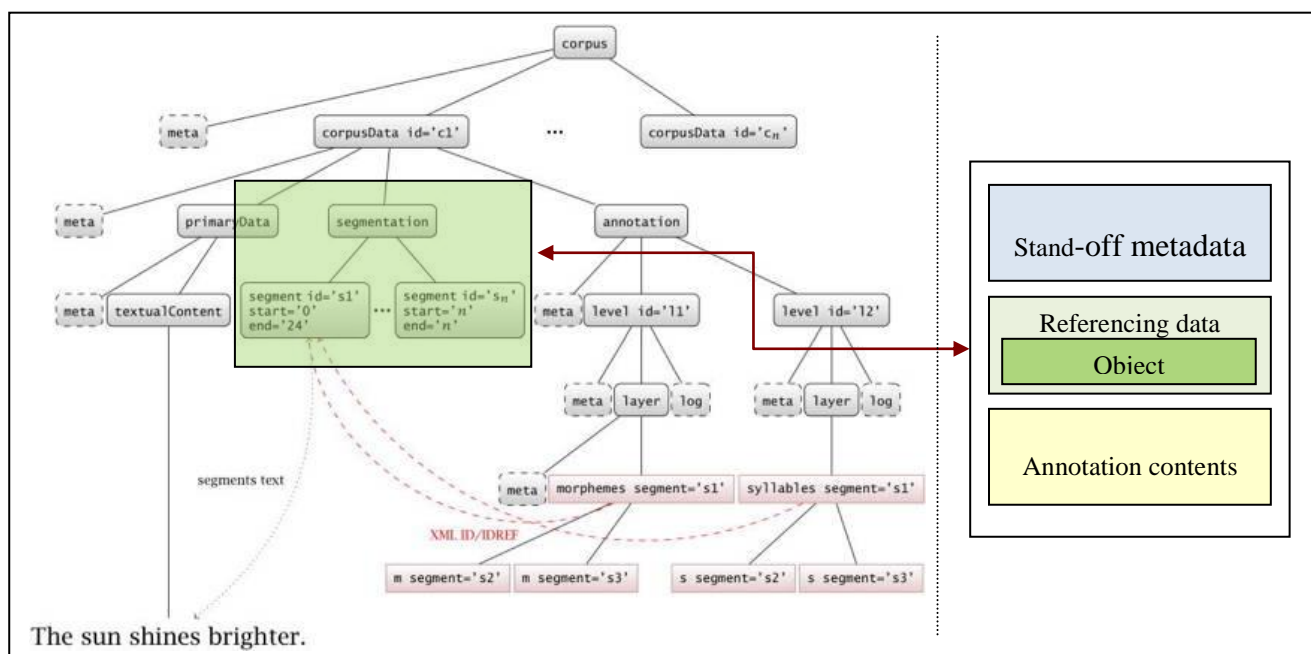 corpus
meta
corpusData id='c1'
...
corpusData id='cn'
meta
primaryData
segmentation
annotation
meta
textualContent
segment id='s1'
start='0'
end='24'
...
segment id='sn'
start='n'
end='n'
meta
level id='l1'
level id='l2'
meta
layer
log
meta
layer
log
segments text
meta
morphemes segment='s1'
syllables segment='s1'
XML ID/IDREF
m segment='s2'
m segment='s3'
s segment='s2'
s segment='s3'
The sun shines brighter.
Stand-off metadata
Referencing data
Object
Annotation contents